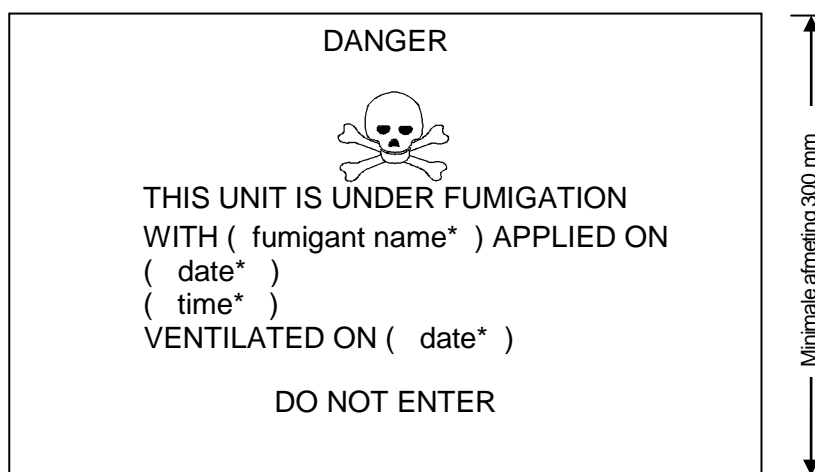 DANGER
THIS UNIT IS UNDER FUMIGATION
WITH ( fumigant name* ) APPLIED ON
( date* )
( time* )
VENTILATED ON ( date* )
DO NOT ENTER
Minimale afmeting 300 mm